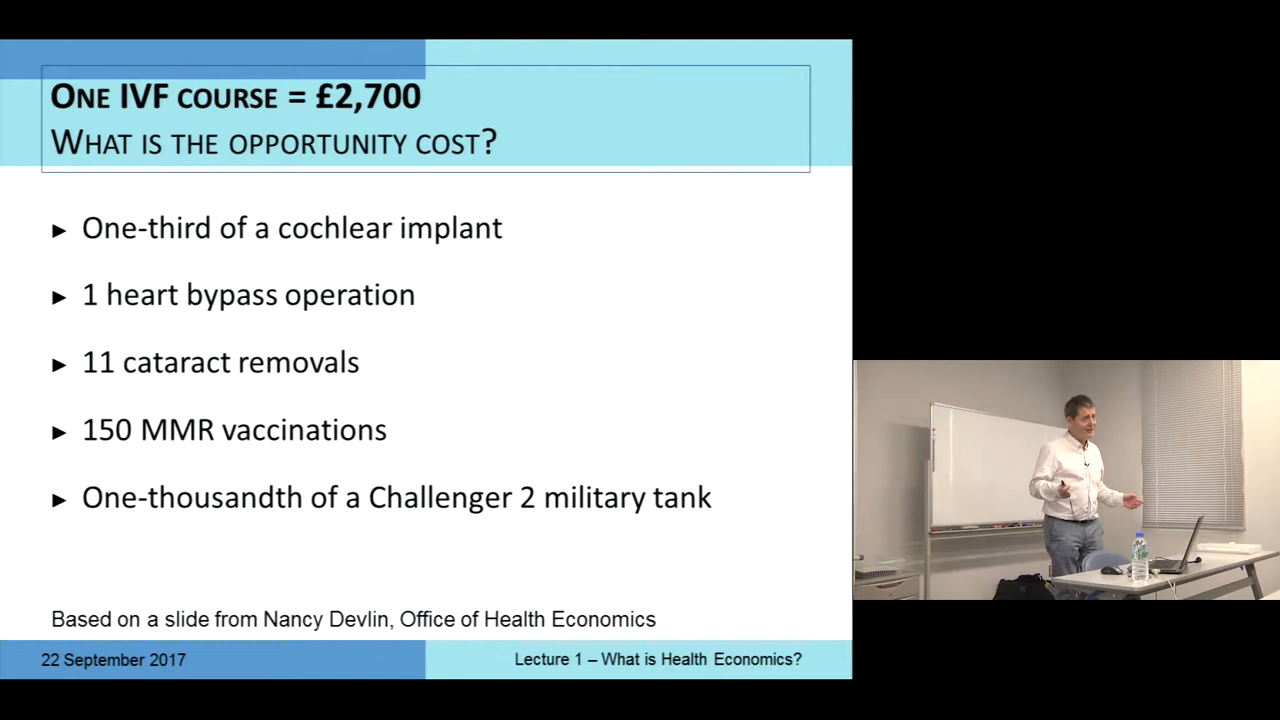 ONE IVF COURSE = £2,700
WHAT IS THE OPPORTUNITY COST?
► One-third of a cochlear implant
► 1 heart bypass operation
► 11 cataract removals
► 150 MMR vaccinations
► One-thousandth of a Challenger 2 military tank
Based on a slide from Nancy Devlin, Office of Health Economics
22 September 2017
Lecture 1 – What is Health Economics?